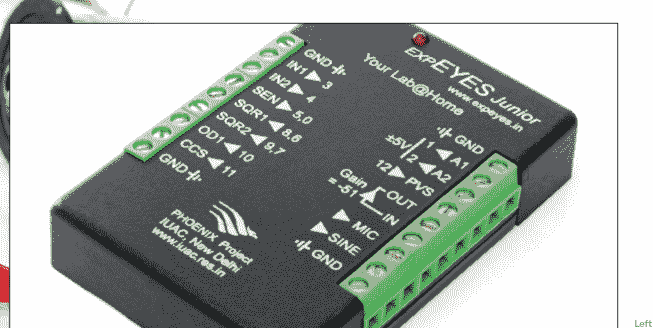 ExpEYES Junior
Your Lab@Home
www.expeyes.in
GND
IN1 3
IN2 4
SEN 5,0
SQR1 8,6
SQR2 9,7
OD1 10
CCS 11
GND
GND
±5V 1 A1
2 A2
12 PVS
Gain OUT
= -51 IN
MIC
SINE
GND
PHOENIX Project
IUAC, New Delhi
www.iuac.res.in
Left